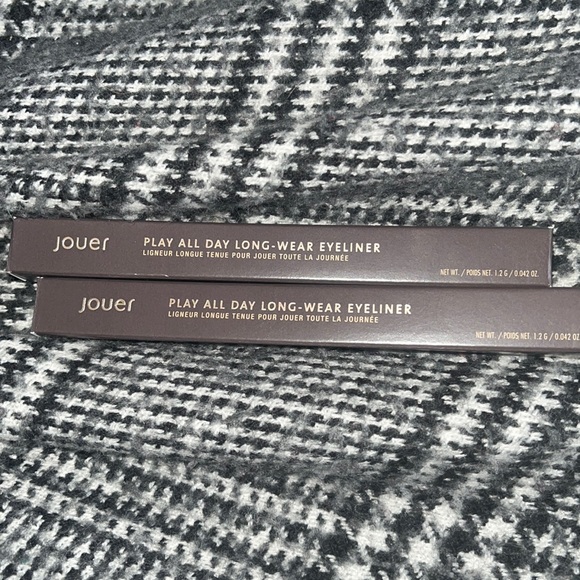 Jouer
PLAY ALL DAY LONG-WEAR EYELINER
LIGNEUR LONGUE TENUE POUR JOUER TOUTE LA JOURNÉE
NET WT. / POIDS NET. 1.2 G / 0.042 OZ.
Jouer
PLAY ALL DAY LONG-WEAR EYELINER
LIGNEUR LONGUE TENUE POUR JOUER TOUTE LA JOURNÉE
NET WT. / POIDS NET. 1.2 G / 0.042 OZ